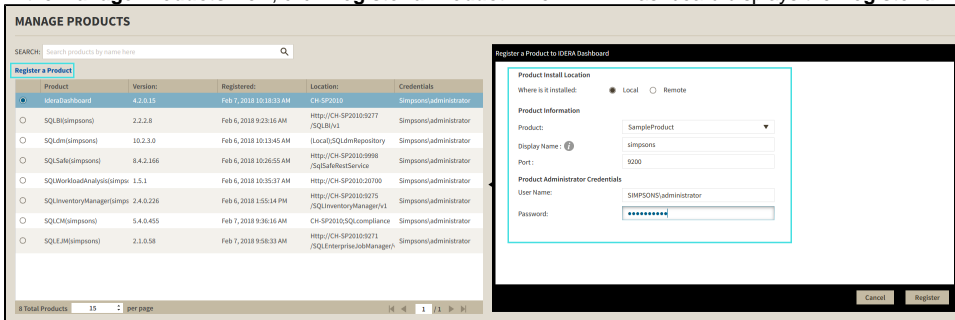 MANAGE PRODUCTS
SEARCH: Search products by name here
Register a Product
Product Version: Registered: Location: Credentials
IderaDashboard 4.2.0.15 Feb 7, 2018 10:18:33 AM CH-SP2010 Simpsons\administrator
SQLBI(simpsons) 2.2.2.8 Feb 6, 2018 9:23:16 AM Http://CH-SP2010:9277 /SQLBI/v1 Simpsons\administrator
SQLdm(simpsons) 10.2.3.0 Feb 6, 2018 10:13:45 AM (Local);SQLdmRepository Simpsons\administrator
SQLSafe(simpsons) 8.4.2.166 Feb 6, 2018 10:26:55 AM Http://CH-SP2010:9998 /SqlSafeRestService Simpsons\administrator
SQLWorkloadAnalysis(simps 1.5.1 Feb 6, 2018 10:35:37 AM Http://CH-SP2010:20700 Simpsons\administrator
SQLInventoryManager(simps 2.4.0.226 Feb 6, 2018 1:55:14 PM Http://CH-SP2010:9275 /SQLInventoryManager/v1 Simpsons\administrator
SQLCM(simpsons) 5.4.0.455 Feb 7, 2018 9:36:16 AM CH-SP2010;SQLcompliance Simpsons\administrator
SQLEJM(simpsons) 2.1.0.58 Feb 7, 2018 9:58:33 AM Http://CH-SP2010:9271 /SQLEnterpriseJobManager/ Simpsons\administrator
8 Total Products 15 per page 1 / 1
Register a Product to IDERA Dashboard
Product Install Location
Where is it installed: Local Remote
Product Information
Product: SampleProduct
Display Name : simpsons
Port : 9200
Product Administrator Credentials
User Name: SIMPSONS\administrator
Password:
Cancel Register